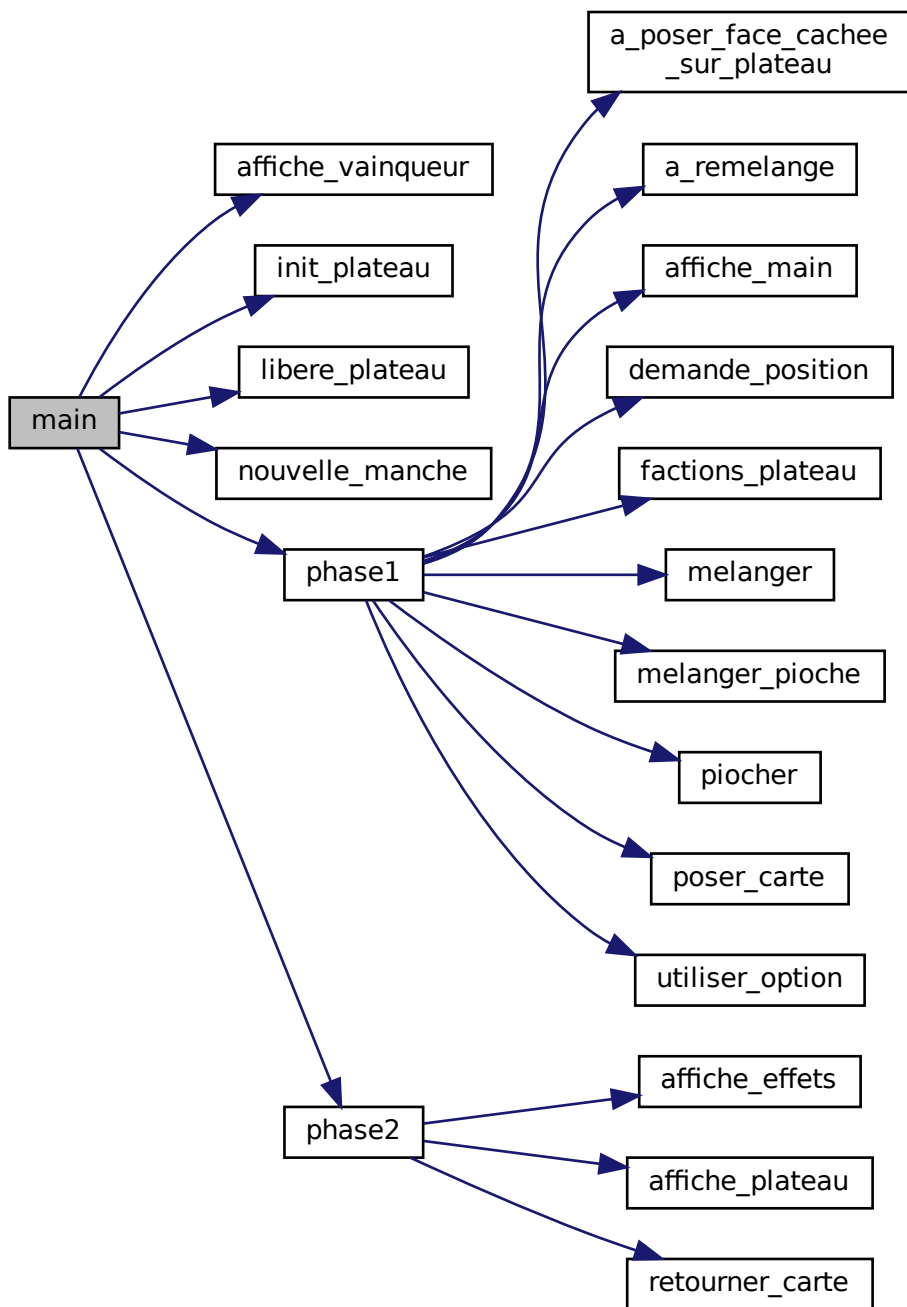 a_poser_face_cachee
_sur_plateau
affiche_vainqueur
a_remelange
init_plateau
affiche_main
libere_plateau
demande_position
main
nouvelle_manche
factions_plateau
phase1
melanger
melanger_pioche
piocher
poser_carte
utiliser_option
affiche_effets
phase2
affiche_plateau
retourner_carte